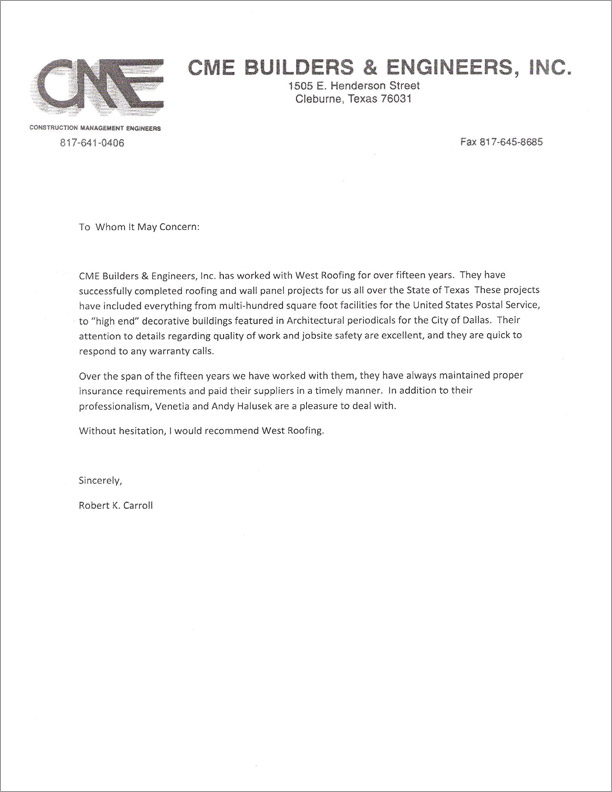 CME
CME BUILDERS & ENGINEERS, INC.
1505 E. Henderson Street
Cleburne, Texas 76031
CONSTRUCTION MANAGEMENT ENGINEERS
817-641-0406
Fax 817-645-8685
To Whom It May Concern:
CME Builders & Engineers, Inc. has worked with West Roofing for over fifteen years. They have
successfully completed roofing and wall panel projects for us all over the State of Texas These projects
have included everything from multi-hundred square foot facilities for the United States Postal Service,
to "high end" decorative buildings featured in Architectural periodicals for the City of Dallas. Their
attention to details regarding quality of work and jobsite safety are excellent, and they are quick to
respond to any warranty calls.
Over the span of the fifteen years we have worked with them, they have always maintained proper
insurance requirements and paid their suppliers in a timely manner. In addition to their
professionalism, Venetia and Andy Halusek are a pleasure to deal with.
Without hesitation, I would recommend West Roofing.
Sincerely,
Robert K. Carroll